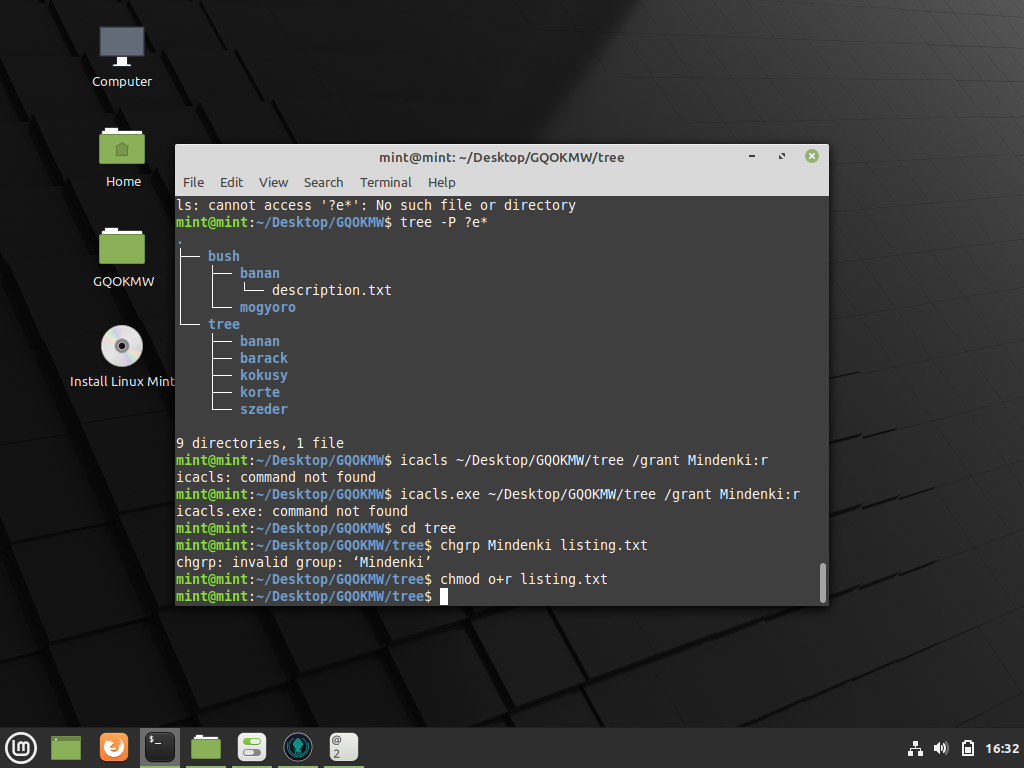 Computer
Home
GQOKMW
Install Linux Mint
mint@mint: ~/Desktop/GQOKMW/tree
File Edit View Search Terminal Help
ls: cannot access '?e*': No such file or directory
mint@mint:~/Desktop/GQOKMW$ tree -P ?e*
.
├── bush
│   ├── banan
│   │   └── description.txt
│   └── mogyoro
└── tree
    ├── banan
    ├── barack
    ├── kokusy
    ├── korte
    └── szeder
9 directories, 1 file
mint@mint:~/Desktop/GQOKMW$ icacls ~/Desktop/GQOKMW/tree /grant Mindenki:r
icacls: command not found
mint@mint:~/Desktop/GQOKMW$ icacls.exe ~/Desktop/GQOKMW/tree /grant Mindenki:r
icacls.exe: command not found
mint@mint:~/Desktop/GQOKMW$ cd tree
mint@mint:~/Desktop/GQOKMW/tree$ chgrp Mindenki listing.txt
chgrp: invalid group: ‘Mindenki’
mint@mint:~/Desktop/GQOKMW/tree$ chmod o+r listing.txt
mint@mint:~/Desktop/GQOKMW/tree$
$_
@
2
16:32